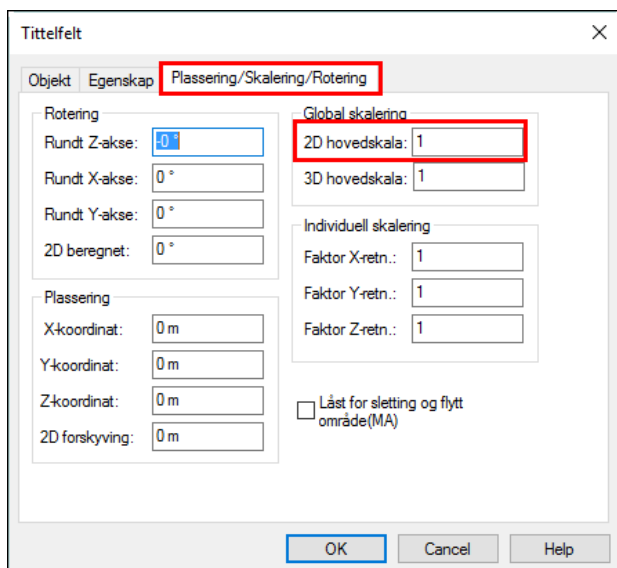 Tittelfelt
Objekt Egenskap Plassering/Skalering/Rotering
Rotering
Rundt Z-akse: -0 °
Rundt X-akse: 0 °
Rundt Y-akse: 0 °
2D beregnet: 0 °
Plassering
X-koordinat: 0 m
Y-koordinat: 0 m
Z-koordinat: 0 m
2D forskyving: 0 m
Global skalering
2D hovedskala: 1
3D hovedskala: 1
Individuell skalering
Faktor X-retn.: 1
Faktor Y-retn.: 1
Faktor Z-retn.: 1
Låst for sletting og flytt
område(MA)
OK Cancel Help